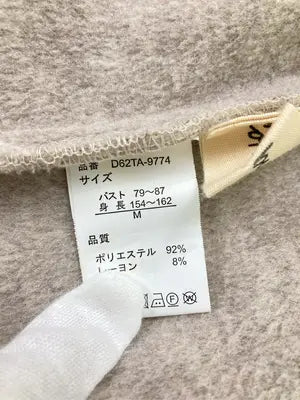 品番 D62TA-9774
サイズ
バスト 79〜87
身長 154〜162
M
品質
ポリエステル 92%
レーヨン 8%